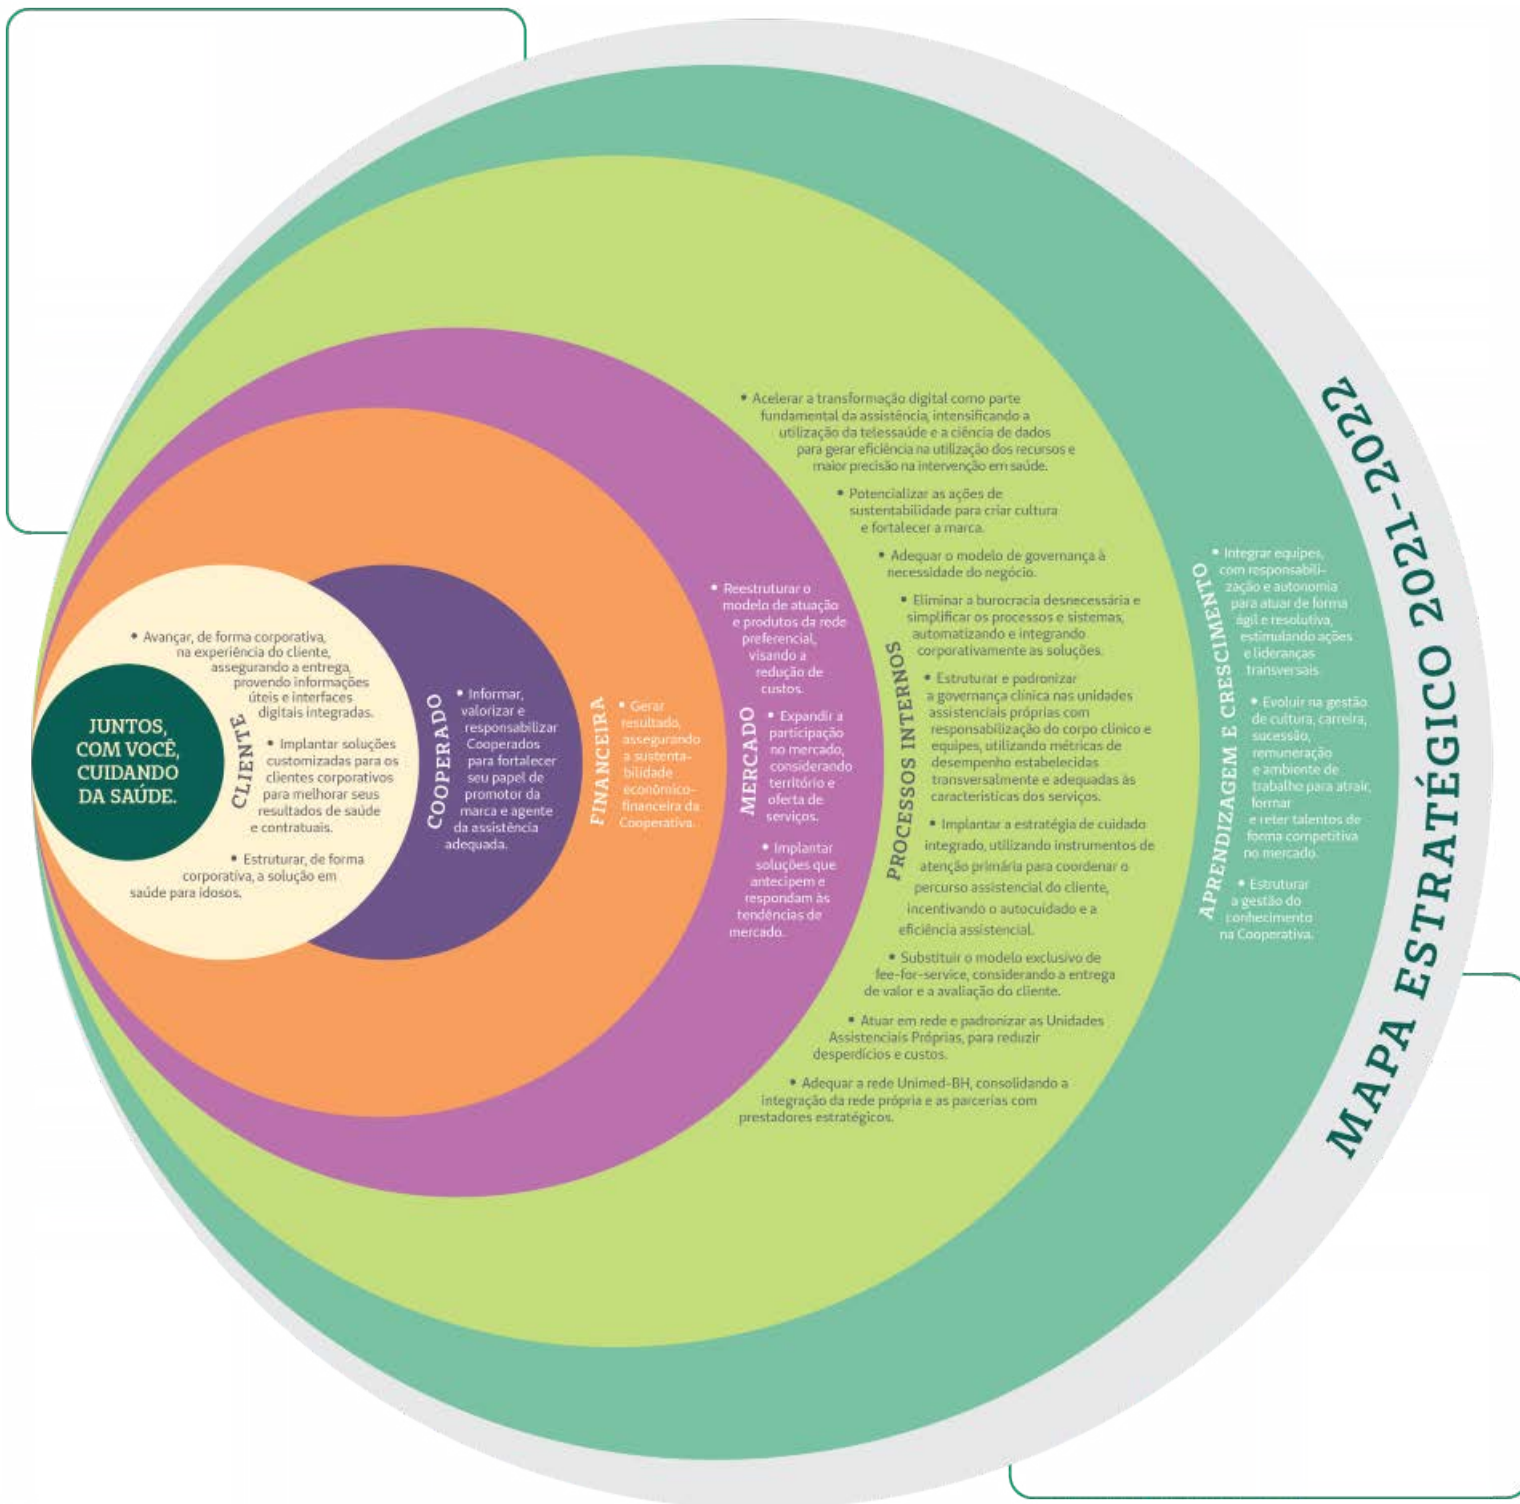 JUNTOS,
COM VOCÊ,
CUIDANDO
DA SAÚDE.
CLIENTE
• Avançar, de forma corporativa,
na experiência do cliente,
assegurando a entrega,
provendo informações
úteis e interfaces
digitais integradas.
• Implantar soluções
customizadas para os
clientes corporativos
para melhorar seus
resultados de saúde
e contratuais.
• Estruturar, de forma
corporativa, a solução em
saúde para idosos.
COOPERADO
• Informar,
valorizar e
responsabilizar
Cooperados
para fortalecer
seu papel de
promotor da
marca e agente
da assistência
adequada.
FINANCEIRA
• Gerar
resultado,
assegurando
a sustenta-
bilidade
econômico-
financeira da
Cooperativa.
MERCADO
• Reestruturar o
modelo de atuação
e produtos da rede
preferencial,
visando a
redução de
custos.
• Expandir a
participação
no mercado,
considerando
território e
oferta de
serviços.
• Implantar
soluções que
antecipem e
respondam às
tendências de
mercado.
PROCESSOS INTERNOS
• Acelerar a transformação digital como parte
fundamental da assistência, intensificando a
utilização da telessaúde e a ciência de dados
para gerar eficiência na utilização dos recursos e
maior precisão na intervenção em saúde.
• Potencializar as ações de
sustentabilidade para criar cultura
e fortalecer a marca.
• Adequar o modelo de governança à
necessidade do negócio.
• Eliminar a burocracia desnecessária e
simplificar os processos e sistemas,
automatizando e integrando
corporativamente as soluções.
• Estruturar e padronizar
a governança clínica nas unidades
assistenciais próprias com
responsabilização do corpo clínico e
equipes, utilizando métricas de
desempenho estabelecidas
transversalmente e adequadas às
características dos serviços.
• Implantar a estratégia de cuidado
integrado, utilizando instrumentos de
atenção primária para coordenar o
percurso assistencial do cliente,
incentivando o autocuidado e a
eficiência assistencial.
• Substituir o modelo exclusivo de
fee-for-service, considerando a entrega
de valor e a avaliação do cliente.
• Atuar em rede e padronizar as Unidades
Assistenciais Próprias, para reduzir
desperdícios e custos.
• Adequar a rede Unimed-BH, consolidando a
integração da rede própria e as parcerias com
prestadores estratégicos.
APRENDIZAGEM E CRESCIMENTO
• Integrar equipes,
com responsabili-
zação e autonomia
para atuar de forma
ágil e resolutiva,
estimulando ações
e lideranças
transversais.
• Evoluir na gestão
de cultura, carreira,
sucessão,
remuneração
e ambiente de
trabalho para atrair,
formar
e reter talentos de
forma competitiva
no mercado.
• Estruturar
a gestão do
conhecimento
na Cooperativa.
MAPA ESTRATÉGICO 2021-2022